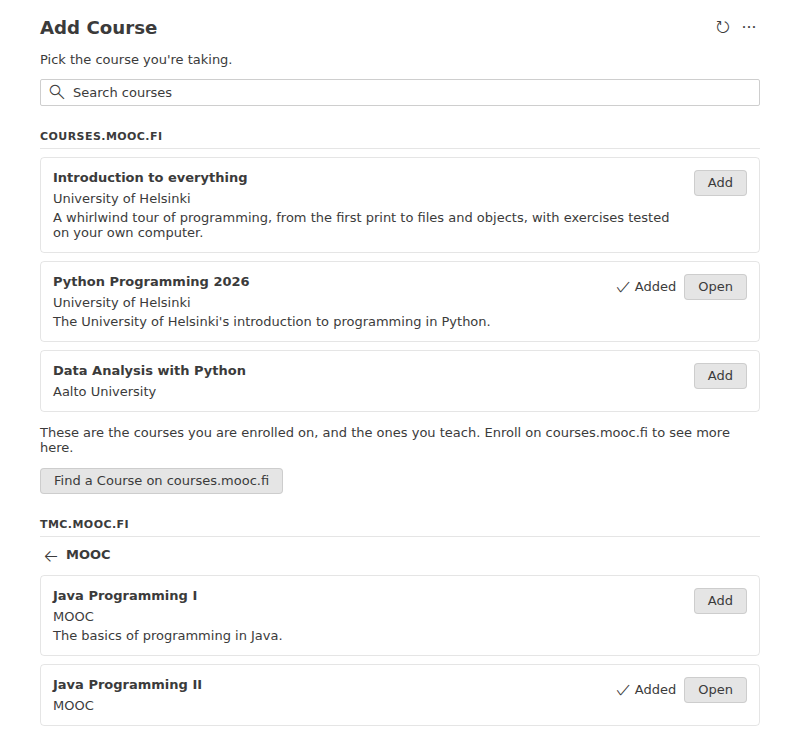 Add Course
Pick the course you're taking.
Search courses
COURSES.MOOC.FI
Introduction to everything
Add
University of Helsinki
A whirlwind tour of programming, from the first print to files and objects, with exercises tested
on your own computer.
Python Programming 2026
Added
Open
University of Helsinki
The University of Helsinki's introduction to programming in Python.
Data Analysis with Python
Add
Aalto University
These are the courses you are enrolled on, and the ones you teach. Enroll on courses.mooc.fi to see more
here.
Find a Course on courses.mooc.fi
TMC.MOOC.FI
MOOC
Java Programming I
Add
MOOC
The basics of programming in Java.
Java Programming II
Added
Open
MOOC